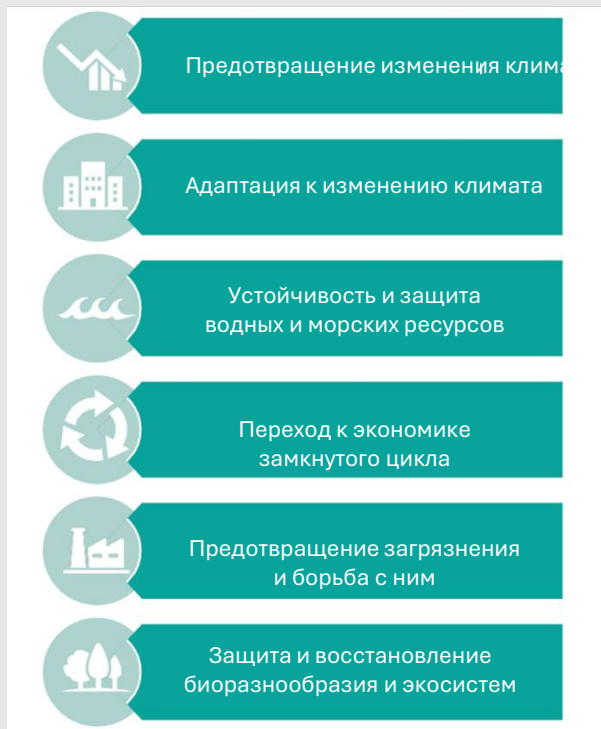 Предотвращение изменения клима
Адаптация к изменению климата
Устойчивость и защита
водных и морских ресурсов
Переход к экономике
замкнутого цикла
Предотвращение загрязнения
и борьба с ним
Защита и восстановление
биоразнообразия и экосистем